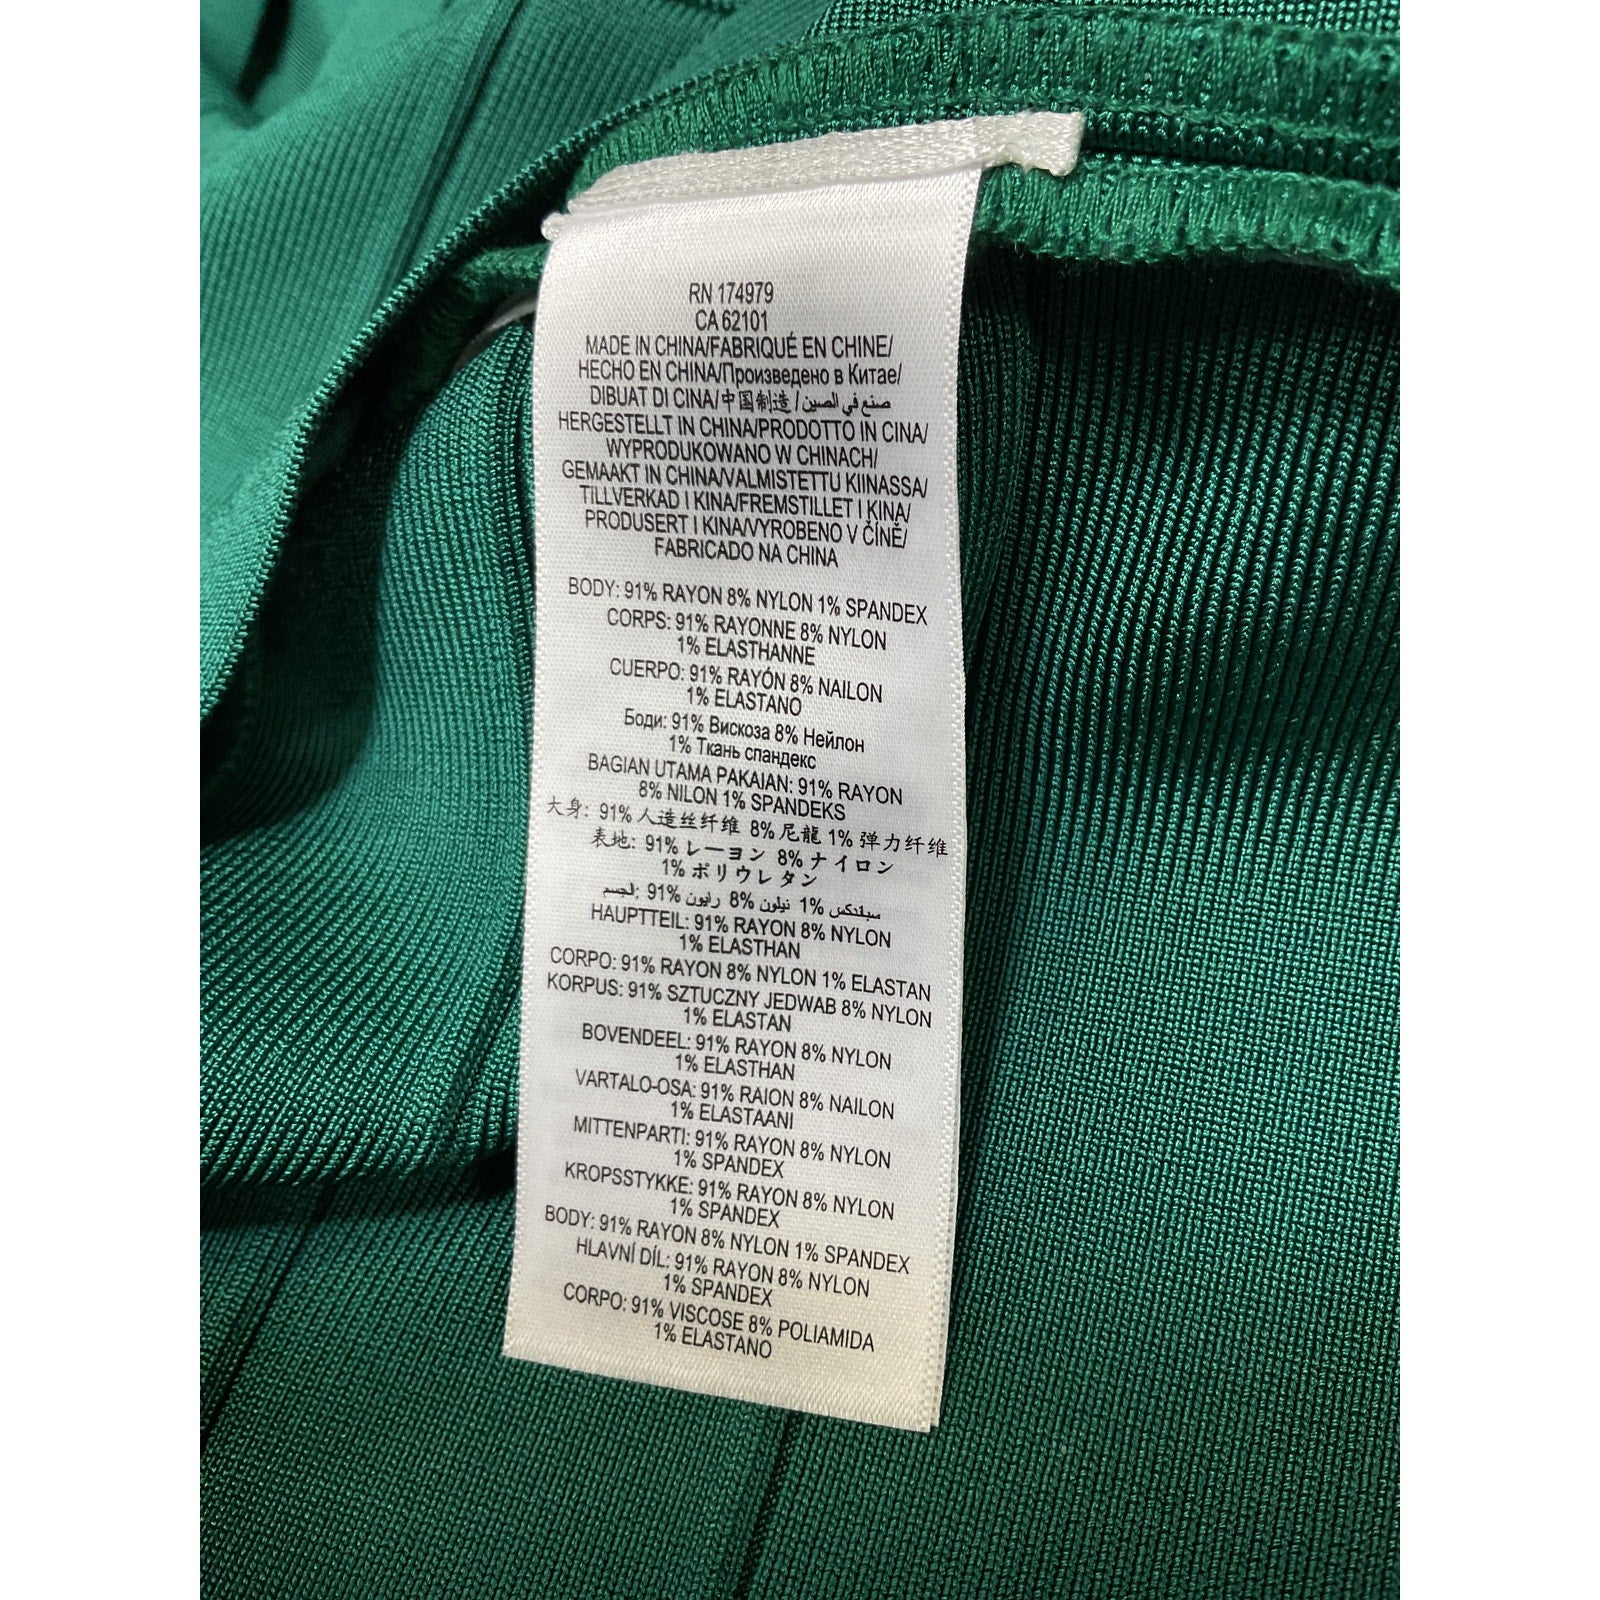 RN 174979
CA 62101
MADE IN CHINA/FABRIQUÉ EN CHINE/
HECHO EN CHINA/Произведено в Китае/
DIBUAT DI CINA/中国制造/صنع في الصين
HERGESTELLT IN CHINA/PRODOTTO IN CINA/
WYPRODUKOWANO W CHINACH/
GEMAAKT IN CHINA/VALMISTETTU KIINASSA/
TILLVERKAD I KINA/FREMSTILLET I KINA/
PRODUSERT I KINA/VYROBENO V ČÍNĚ/
FABRICADO NA CHINA
BODY: 91% RAYON 8% NYLON 1% SPANDEX
CORPS: 91% RAYONNE 8% NYLON
1% ELASTHANNE
CUERPO: 91% RAYÓN 8% NAILON
1% ELASTANO
Боди: 91% Вискоза 8% Нейлон
1% Ткань спандекс
BAGIAN UTAMA PAKAIAN: 91% RAYON
8% NILON 1% SPANDEKS
大身: 91% 人造丝纤维 8% 尼龍 1% 弹力纤维
表地: 91% レーヨン 8% ナイロン
1% ポリウレタン
الجسم: 91% رايون 8% نيلون 1% سبلندكس
HAUPTTEIL: 91% RAYON 8% NYLON
1% ELASTHAN
CORPO: 91% RAYON 8% NYLON 1% ELASTAN
KORPUS: 91% SZTUCZNY JEDWAB 8% NYLON
1% ELASTAN
BOVENDEEL: 91% RAYON 8% NYLON
1% ELASTHAN
VARTALO-OSA: 91% RAION 8% NAILON
1% ELASTAANI
MITTENPARTI: 91% RAYON 8% NYLON
1% SPANDEX
KROPSSTYKKE: 91% RAYON 8% NYLON
1% SPANDEX
BODY: 91% RAYON 8% NYLON 1% SPANDEX
HLAVNÍ DÍL: 91% RAYON 8% NYLON
1% SPANDEX
CORPO: 91% VISCOSE 8% POLIAMIDA
1% ELASTANO